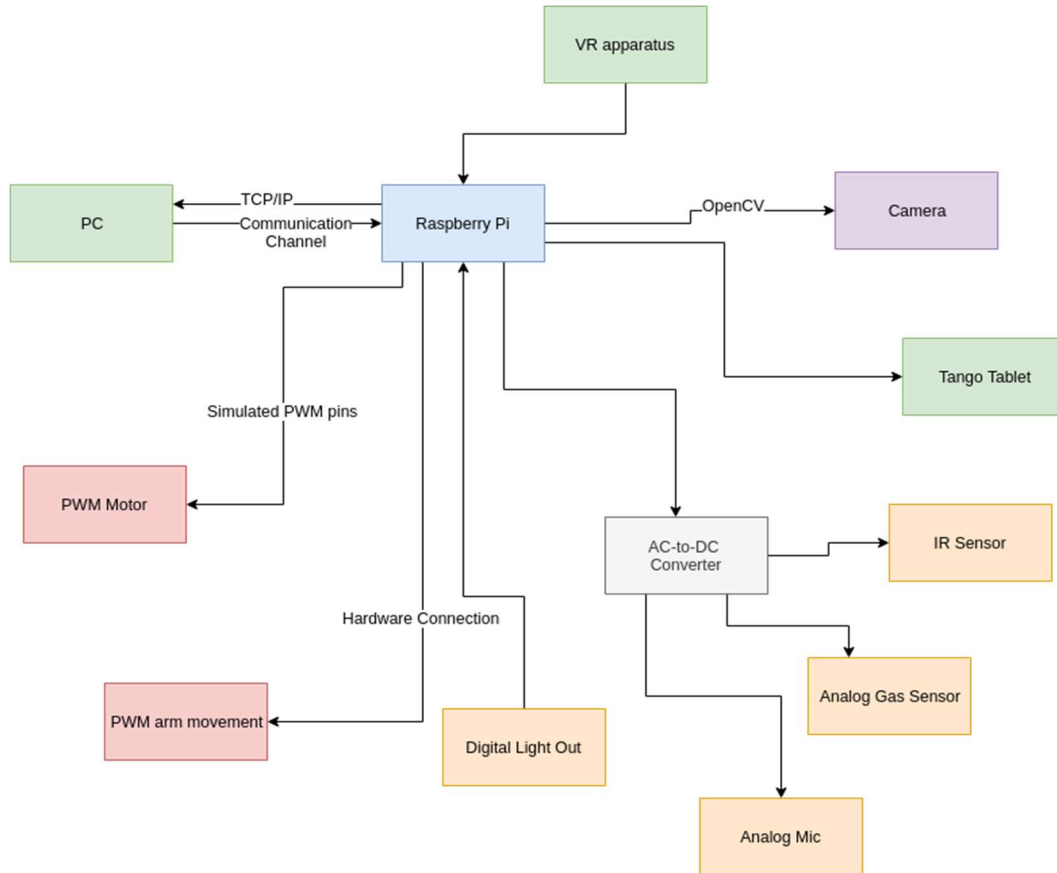 VR apparatus
TCP/IP
PC
Communication
Channel
Raspberry Pi
OpenCV
Camera
Tango Tablet
Simulated PWM pins
PWM Motor
AC-to-DC
Converter
IR Sensor
Hardware Connection
Analog Gas Sensor
PWM arm movement
Digital Light Out
Analog Mic